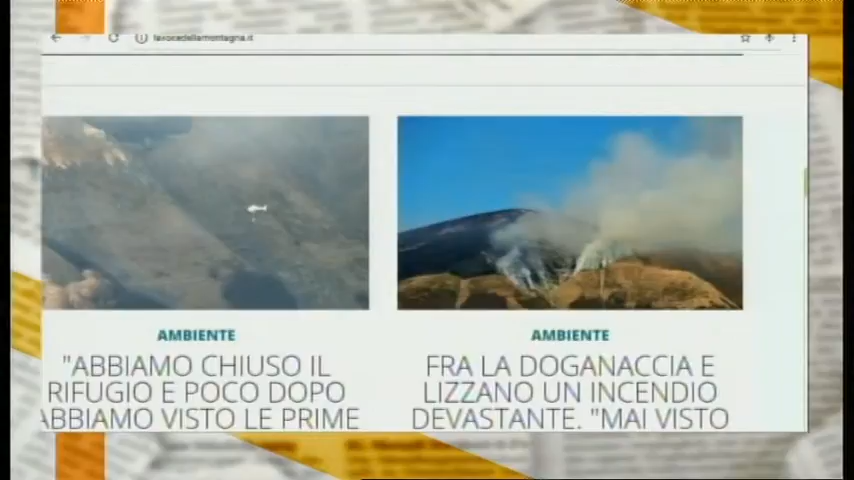 lavocedellamontagna.it
AMBIENTE
"ABBIAMO CHIUSO IL
RIFUGIO E POCO DOPO
ABBIAMO VISTO LE PRIME
AMBIENTE
FRA LA DOGANACCIA E
LIZZANO UN INCENDIO
DEVASTANTE. "MAI VISTO